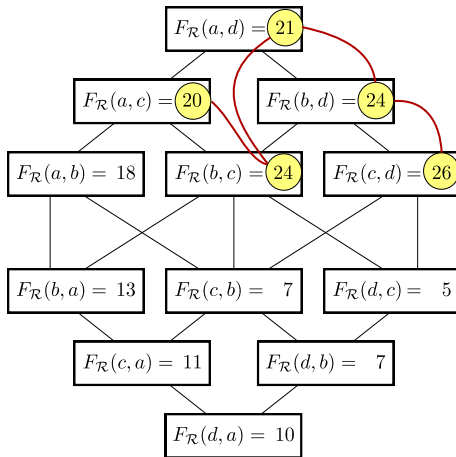 F_R(a, d) = 21
F_R(a, c) = 20 F_R(b, d) = 24
F_R(a, b) = 18 F_R(b, c) = 24 F_R(c, d) = 26
F_R(b, a) = 13 F_R(c, b) = 7 F_R(d, c) = 5
F_R(c, a) = 11 F_R(d, b) = 7
F_R(d, a) = 10